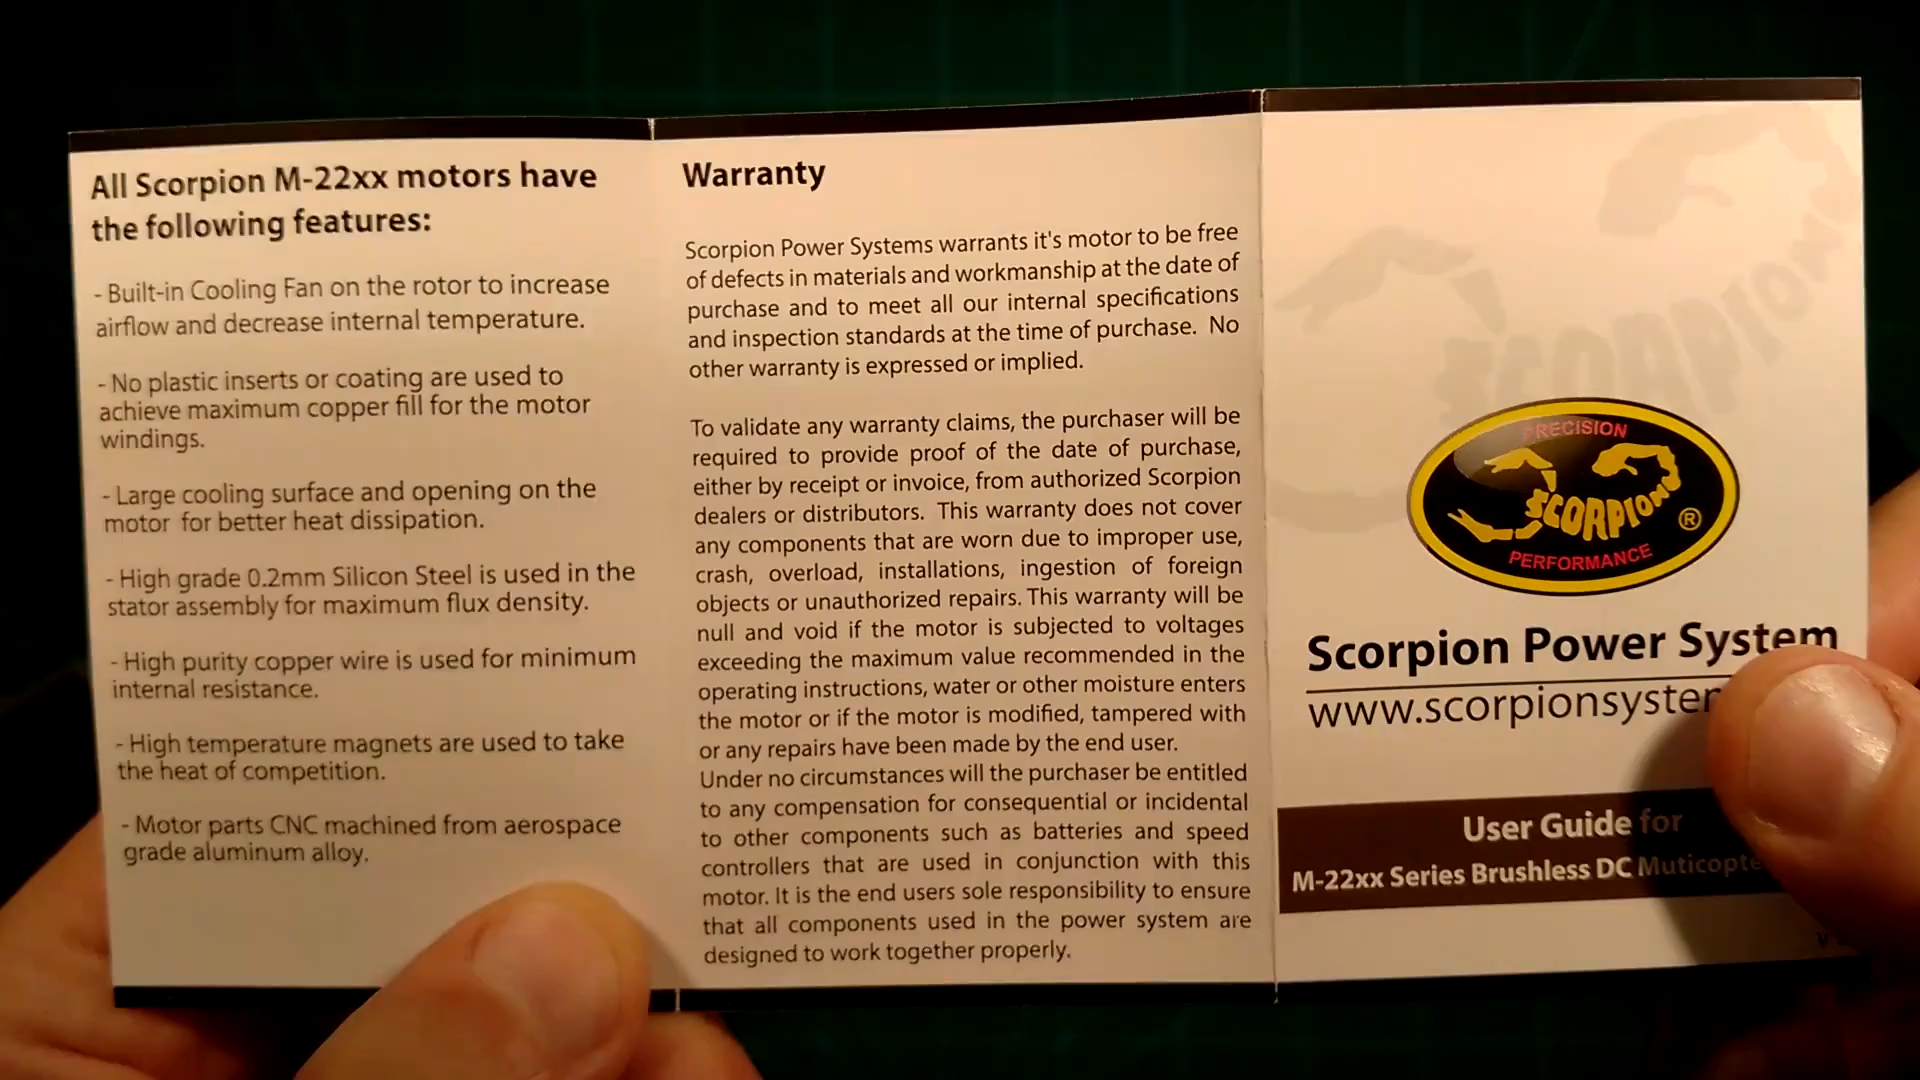 All Scorpion M-22xx motors have
the following features:
- Built-in Cooling Fan on the rotor to increase
airflow and decrease internal temperature.
- No plastic inserts or coating are used to
achieve maximum copper fill for the motor
windings.
- Large cooling surface and opening on the
motor for better heat dissipation.
- High grade 0.2mm Silicon Steel is used in the
stator assembly for maximum flux density.
- High purity copper wire is used for minimum
internal resistance.
- High temperature magnets are used to take
the heat of competition.
- Motor parts CNC machined from aerospace
grade aluminum alloy.
Warranty
Scorpion Power Systems warrants it's motor to be free
of defects in materials and workmanship at the date of
purchase and to meet all our internal specifications
and inspection standards at the time of purchase. No
other warranty is expressed or implied.
To validate any warranty claims, the purchaser will be
required to provide proof of the date of purchase,
either by receipt or invoice, from authorized Scorpion
dealers or distributors. This warranty does not cover
any components that are worn due to improper use,
crash, overload, installations, ingestion of foreign
objects or unauthorized repairs. This warranty will be
null and void if the motor is subjected to voltages
exceeding the maximum value recommended in the
operating instructions, water or other moisture enters
the motor or if the motor is modified, tampered with
or any repairs have been made by the end user.
Under no circumstances will the purchaser be entitled
to any compensation for consequential or incidental
to other components such as batteries and speed
controllers that are used in conjunction with this
motor. It is the end users sole responsibility to ensure
that all components used in the power system are
designed to work together properly.
SCORPION
PRECISION
SCORPION
®
PERFORMANCE
Scorpion Power System
www.scorpionsyste
User Guide for
M-22xx Series Brushless DC Muticopte